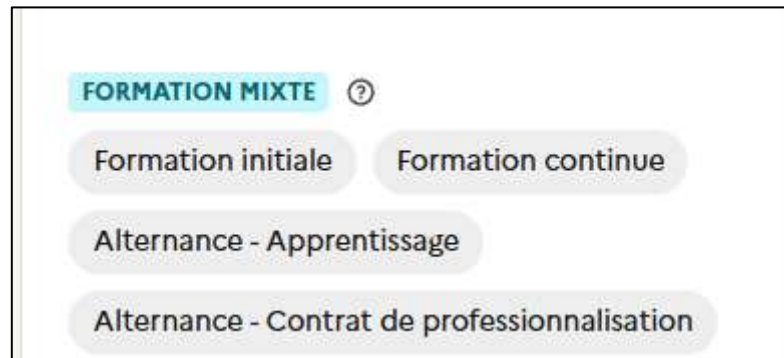 FORMATION MIXTE ?
Formation initiale Formation continue
Alternance - Apprentissage
Alternance - Contrat de professionnalisation